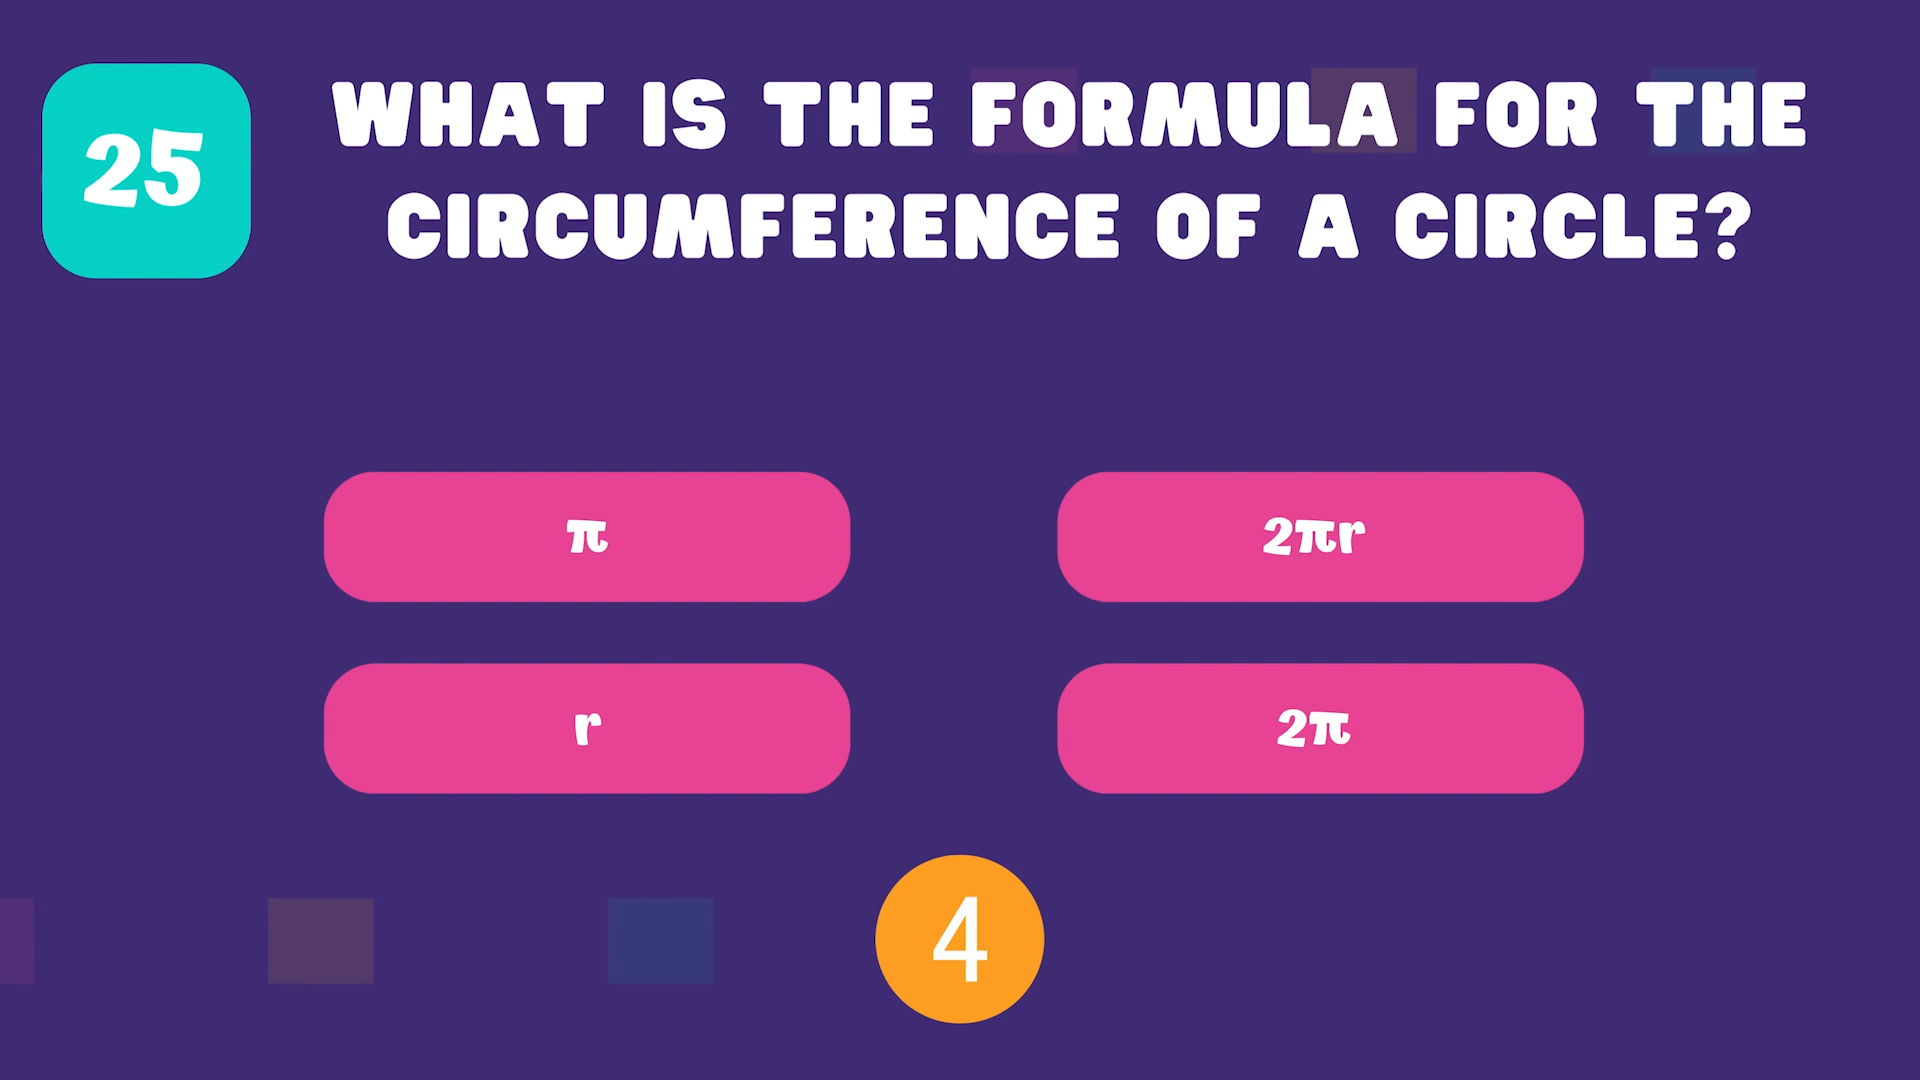 25
WHAT IS THE FORMULA FOR THE
CIRCUMFERENCE OF A CIRCLE?
π
2πr
r
2π
4